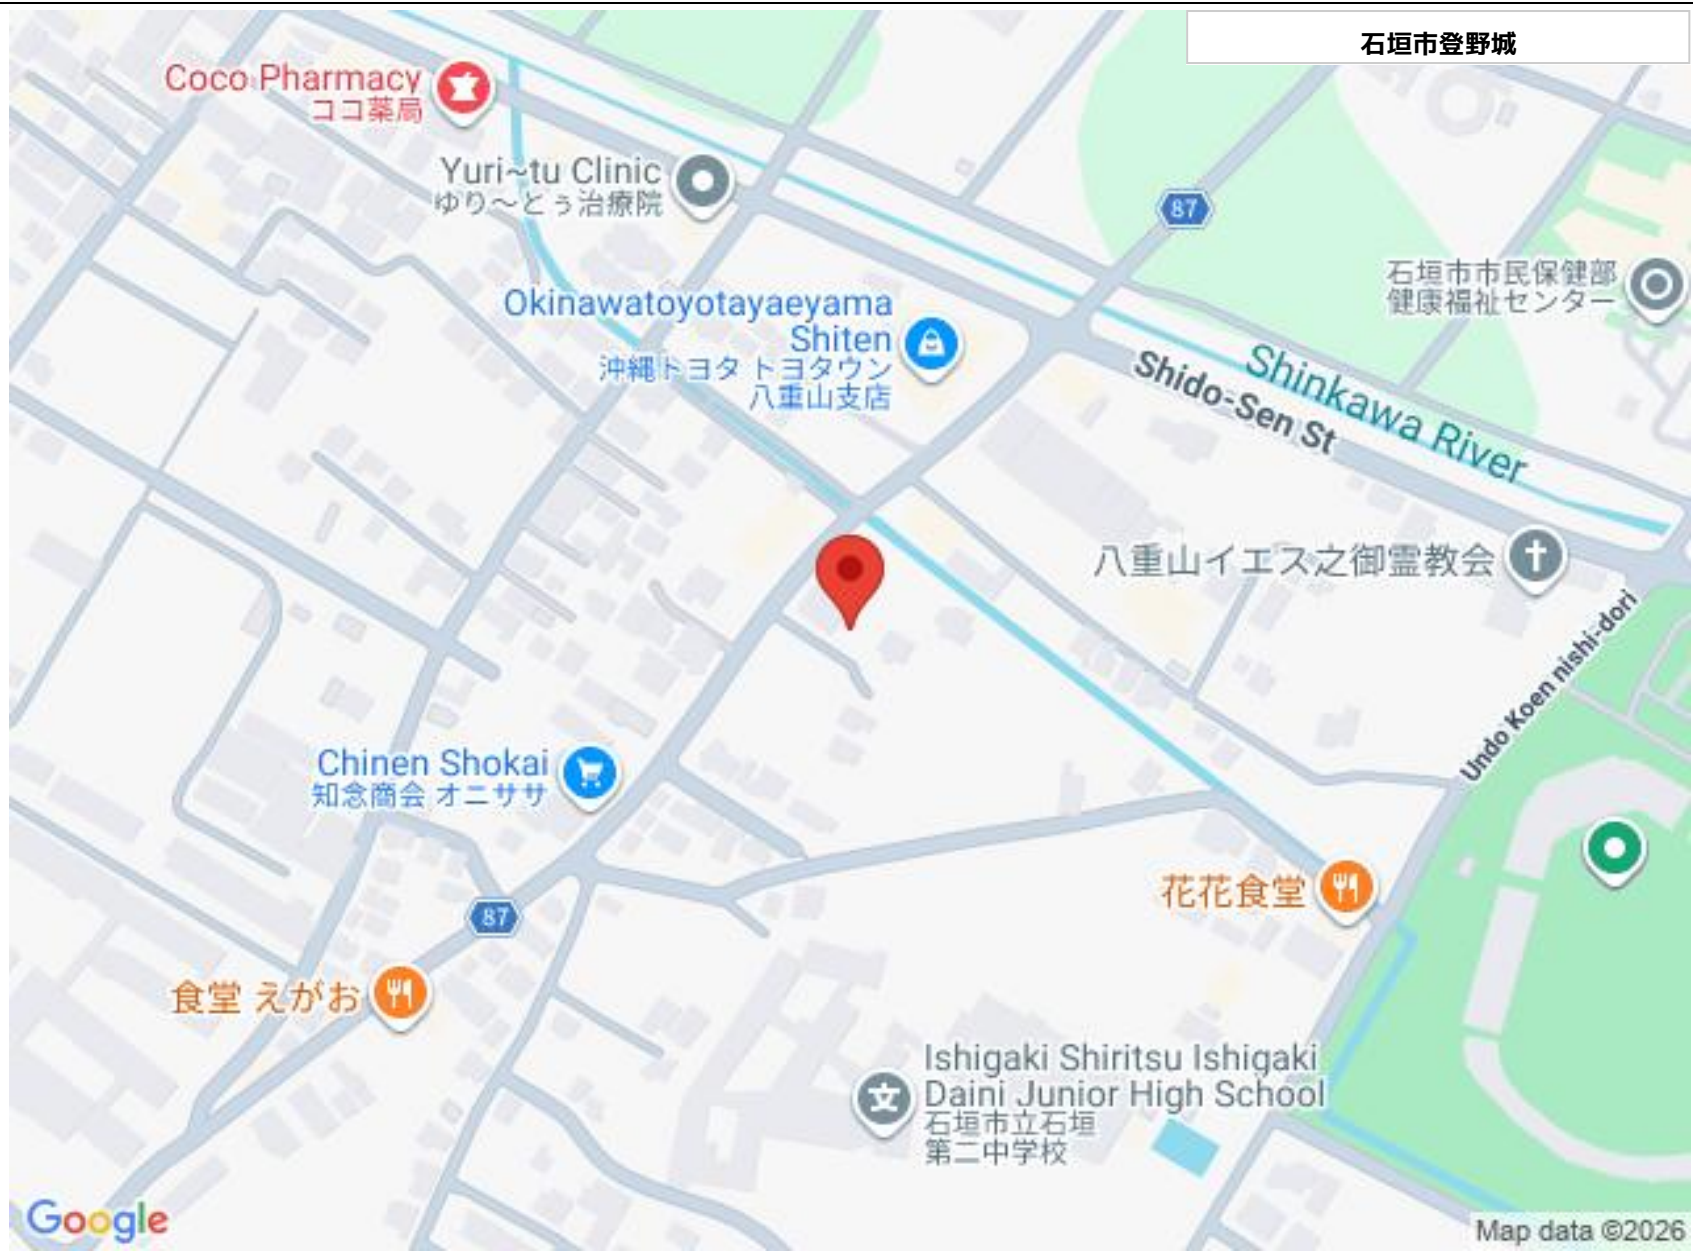 石垣市登野城
Coco Pharmacy
ココ薬局
Yuri~tu Clinic
ゆり～とぅ治療院
87
石垣市市民保健部
健康福祉センター
Okinawatoyotayaeyama
Shiten
沖縄トヨタ トヨタウン
八重山支店
Shinkawa River
Shido-Sen St
八重山イエス之御霊教会
Undo Koen nishi-dori
Chinen Shokai
知念商会 オニササ
花花食堂
87
食堂 えがお
Ishigaki Shiritsu Ishigaki
Daini Junior High School
文
石垣市立石垣
第二中学校
Google
Map data ©2026